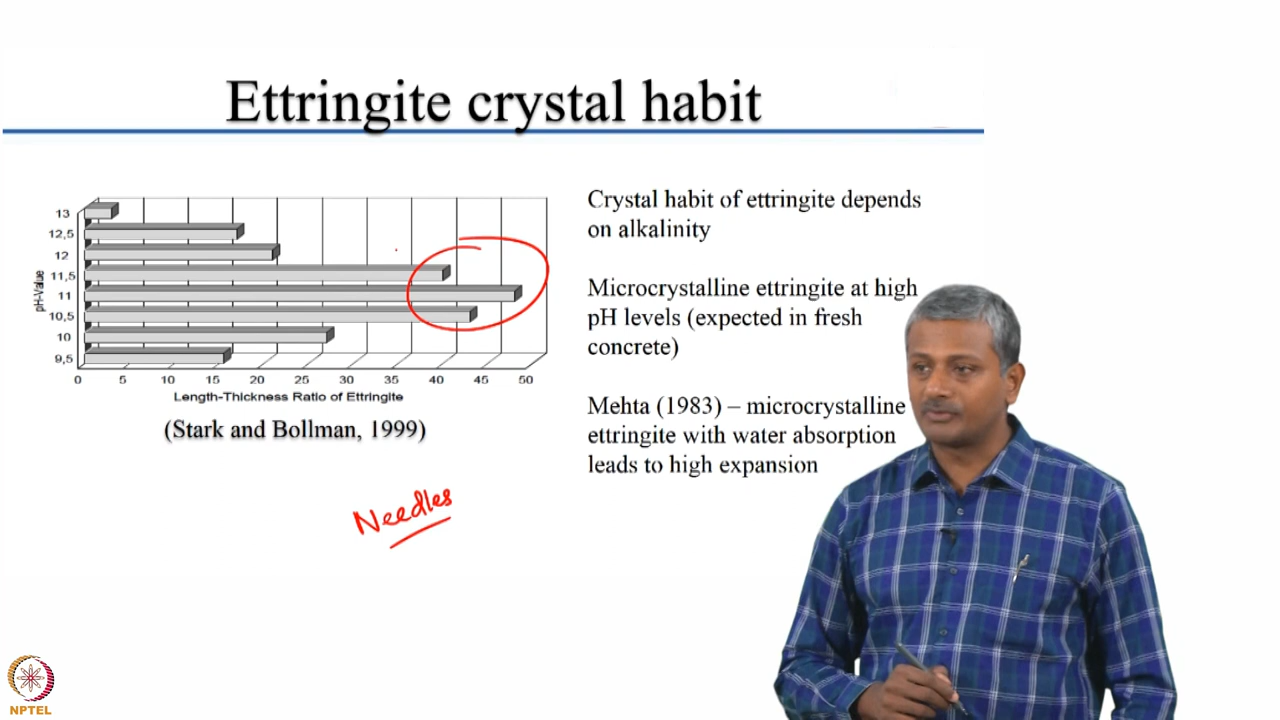 Ettringite crystal habit
13
12,5
12
11,5
11
10,5
10
9,5
pH-Value
0 5 10 15 20 25 30 35 40 45 50
Length-Thickness Ratio of Ettringite
(Stark and Bollman, 1999)
Needles
Crystal habit of ettringite depends
on alkalinity
Microcrystalline ettringite at high
pH levels (expected in fresh
concrete)
Mehta (1983) – microcrystalline
ettringite with water absorption
leads to high expansion
NPTEL